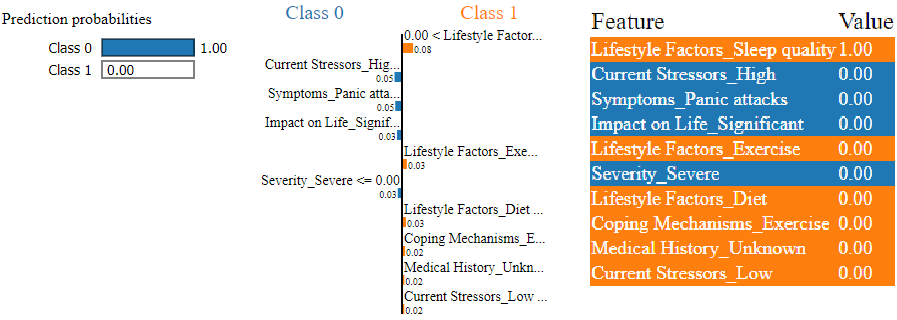 Prediction probabilities
Class 0 1.00
Class 1 0.00
Class 0 Class 1
0.00 < Lifestyle Factor...
0.08
Current Stressors_Hig...
0.05
Symptoms_Panic atta...
0.05
Impact on Life_Signif...
0.03
Lifestyle Factors_Exe...
0.03
Severity_Severe <= 0.00
0.03
Lifestyle Factors_Diet ...
0.03
Coping Mechanisms_E...
0.02
Medical History_Unkn...
0.02
Current Stressors_Low ...
0.02
Feature Value
Lifestyle Factors_Sleep quality 1.00
Current Stressors_High 0.00
Symptoms_Panic attacks 0.00
Impact on Life_Significant 0.00
Lifestyle Factors_Exercise 0.00
Severity_Severe 0.00
Lifestyle Factors_Diet 0.00
Coping Mechanisms_Exercise 0.00
Medical History_Unknown 0.00
Current Stressors_Low 0.00